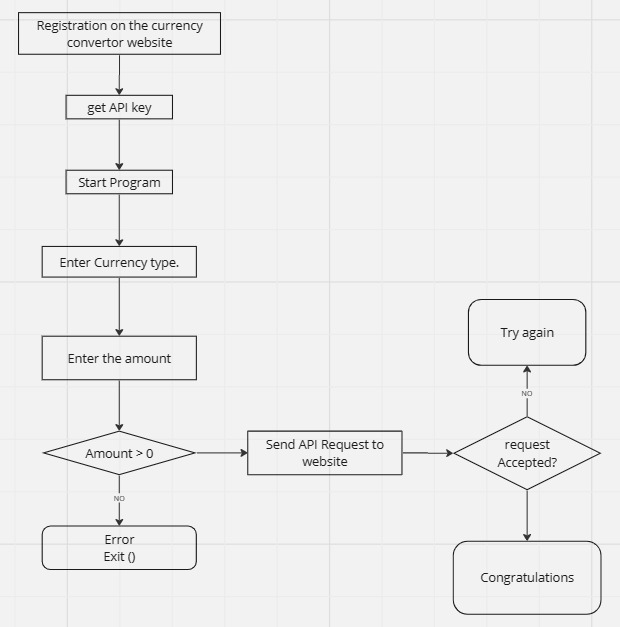 Registration on the currency
convertor website
get API key
Start Program
Enter Currency type.
Enter the amount
Amount > 0
NO
Error
Exit ()
Send API Request to
website
request
Accepted?
NO
Try again
Congratulations